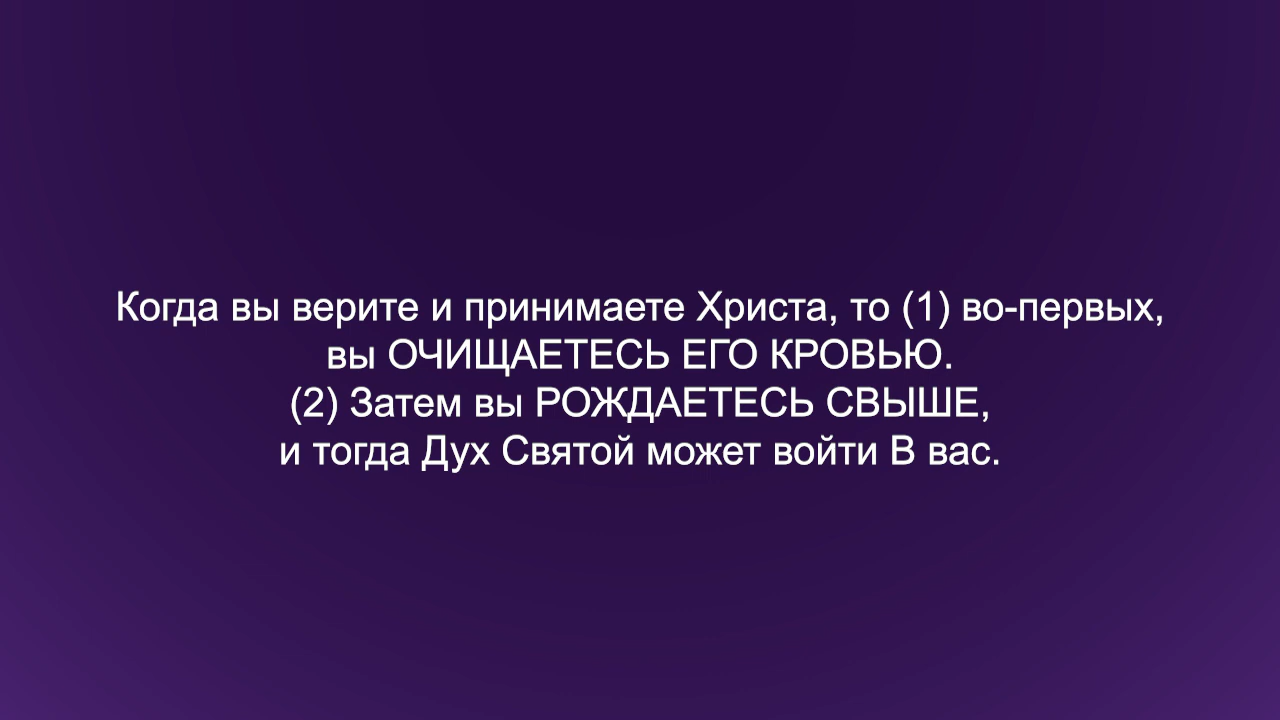 Когда вы верите и принимаете Христа, то (1) во-первых,
вы ОЧИЩАЕТЕСЬ ЕГО КРОВЬЮ.
(2) Затем вы РОЖДАЕТЕСЬ СВЫШЕ,
и тогда Дух Святой может войти В вас.